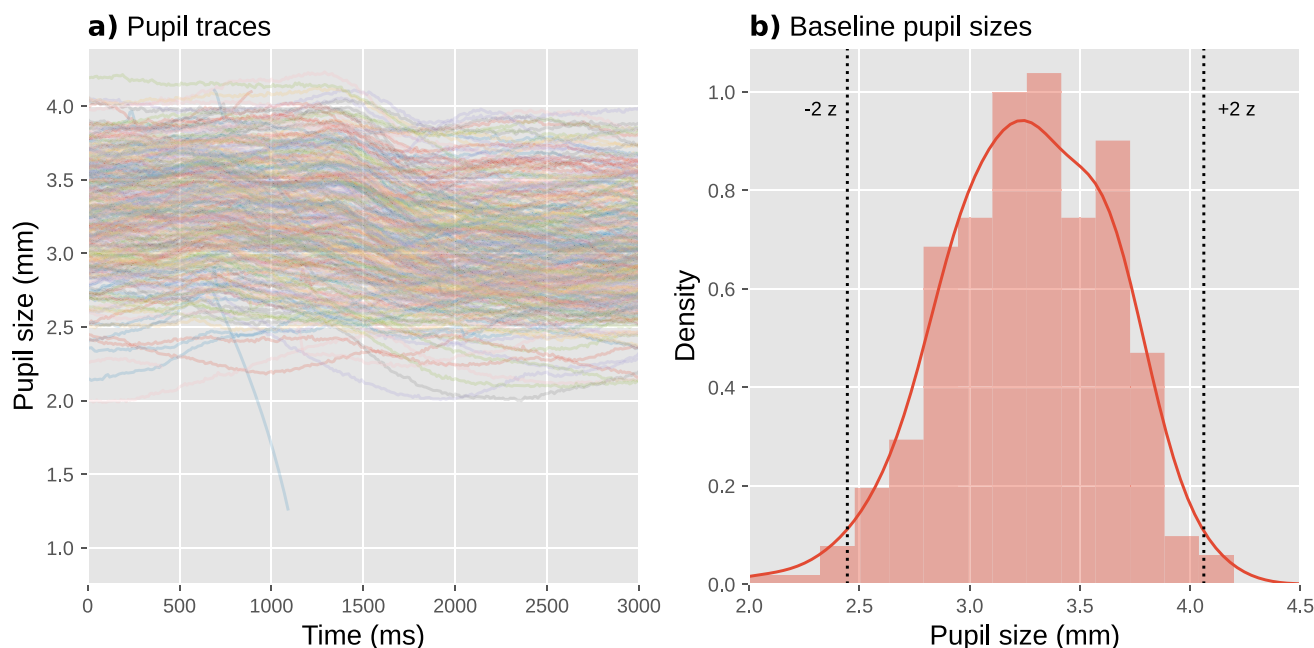 a) Pupil traces
Pupil size (mm)
4.0
3.5
3.0
2.5
2.0
1.5
1.0
0 500 1000 1500 2000 2500 3000
Time (ms)
b) Baseline pupil sizes
Density
1.0
0.8
0.6
0.4
0.2
0.0
-2 z
+2 z
2.0 2.5 3.0 3.5 4.0 4.5
Pupil size (mm)